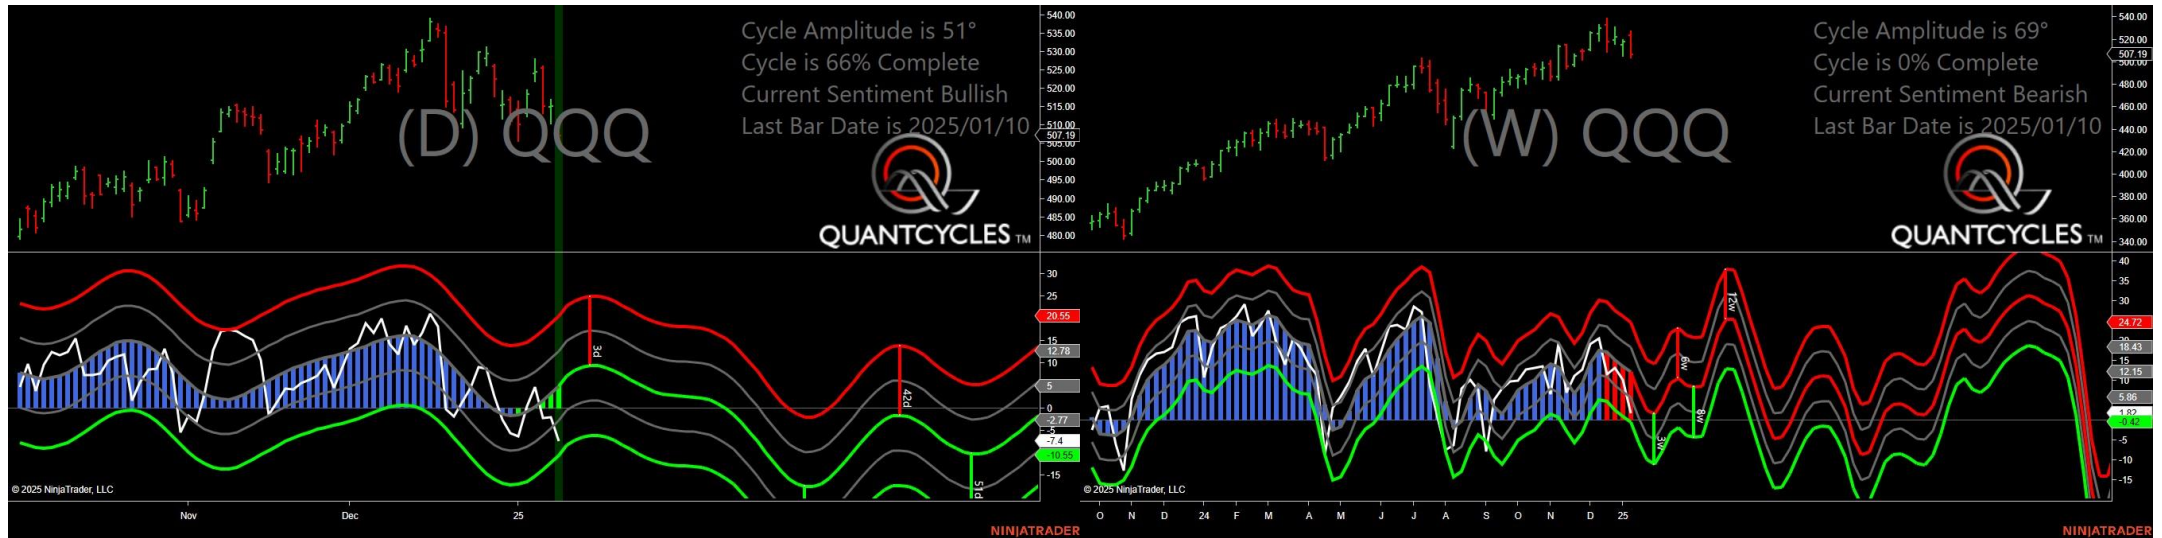 Cycle Amplitude is 51°
Cycle is 66% Complete
Current Sentiment Bullish
Last Bar Date is 2025/01/10
(D) QQQ
QUANTCYCLES TM
540.00
535.00
530.00
525.00
520.00
515.00
510.00
507.19
505.00
500.00
495.00
490.00
485.00
480.00
30
25
20.55
15
12.78
10
5
0
-2.77
-5
-7.4
-10.55
-15
3d
42d
51d
© 2025 NinjaTrader, LLC
Nov
Dec
25
NINJATRADER
Cycle Amplitude is 69°
Cycle is 0% Complete
Current Sentiment Bearish
Last Bar Date is 2025/01/10
(W) QQQ
QUANTCYCLES TM
540.00
520.00
507.19
500.00
480.00
460.00
440.00
420.00
400.00
380.00
360.00
340.00
40
35
30
24.72
18.43
15
12.15
10
5.86
1.82
-0.42
-5
-10
-15
12w
6w
8w
3w
© 2025 NinjaTrader, LLC
O N D 24 F M A M J J A S O N D 25
NINJATRADER